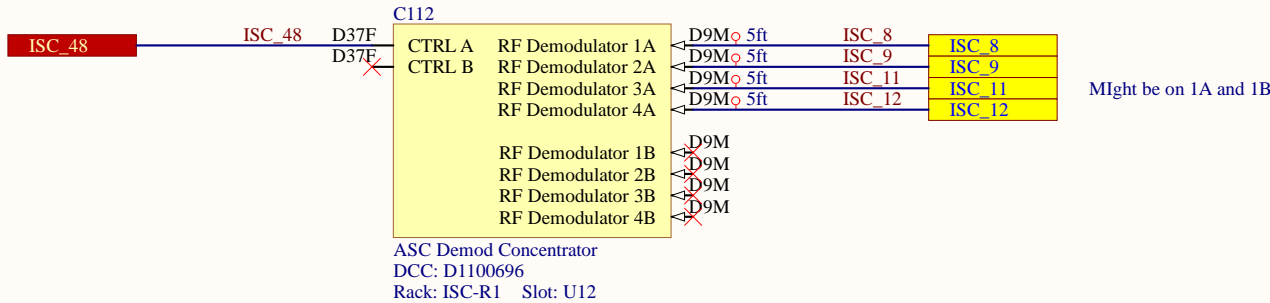 C112
ISC_48 ISC_48 D37F CTRL A RF Demodulator 1A D9M 5ft ISC_8 ISC_8
D37F CTRL B RF Demodulator 2A D9M 5ft ISC_9 ISC_9
RF Demodulator 3A D9M 5ft ISC_11 ISC_11 MIght be on 1A and 1B
RF Demodulator 4A D9M 5ft ISC_12 ISC_12
RF Demodulator 1B D9M
RF Demodulator 2B D9M
RF Demodulator 3B D9M
RF Demodulator 4B D9M
ASC Demod Concentrator
DCC: D1100696
Rack: ISC-R1 Slot: U12